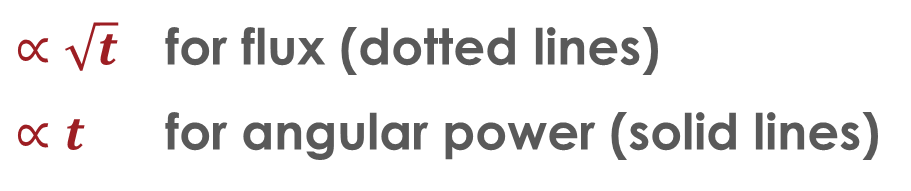 ∝ √t for flux (dotted lines)
∝ t for angular power (solid lines)